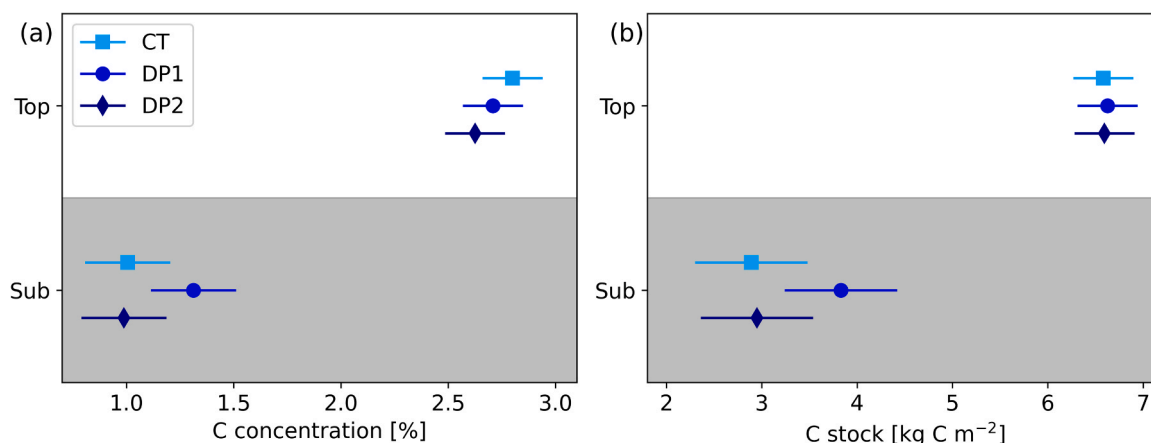 (a)
CT
DP1
DP2
Top
Sub
1.0 1.5 2.0 2.5 3.0
C concentration [%]
(b)
Top
Sub
2 3 4 5 6 7
C stock [kg C m⁻²]